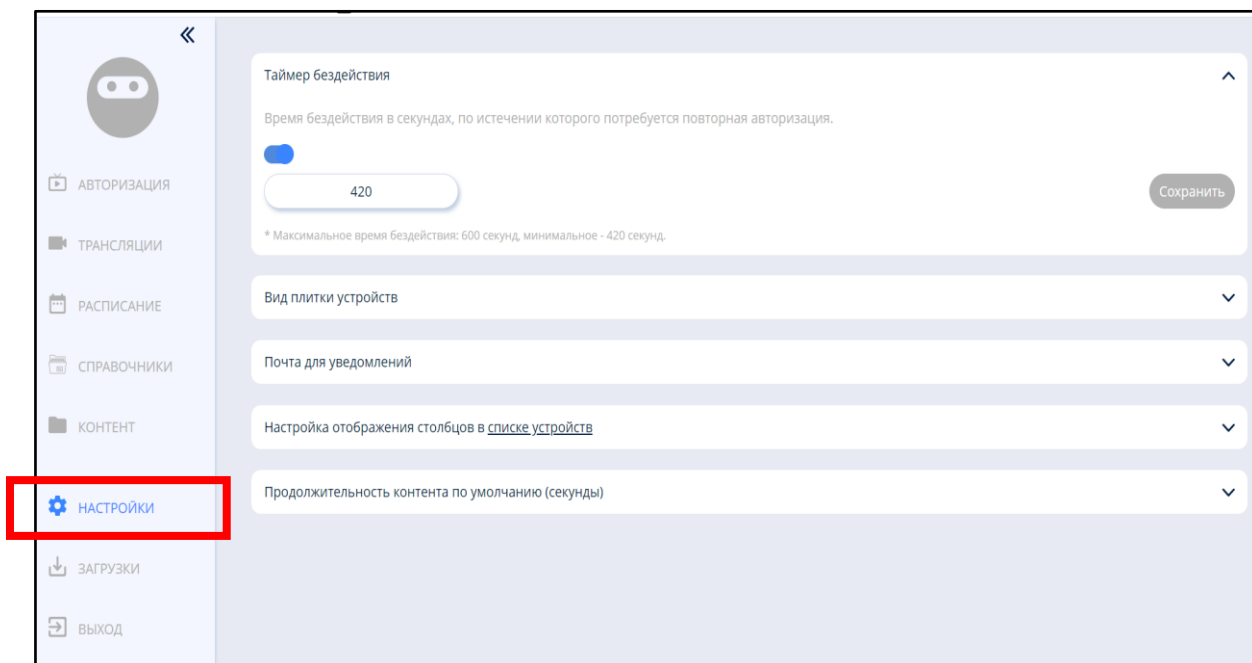 АВТОРИЗАЦИЯ
ТРАНСЛЯЦИИ
РАСПИСАНИЕ
СПРАВОЧНИКИ
КОНТЕНТ
НАСТРОЙКИ
ЗАГРУЗКИ
ВЫХОД
Таймер бездействия
Время бездействия в секундах, по истечении которого потребуется повторная авторизация.
420
Сохранить
* Максимальное время бездействия: 600 секунд, минимальное - 420 секунд.
Вид плитки устройств
Почта для уведомлений
Настройка отображения столбцов в списке устройств
Продолжительность контента по умолчанию (секунды)